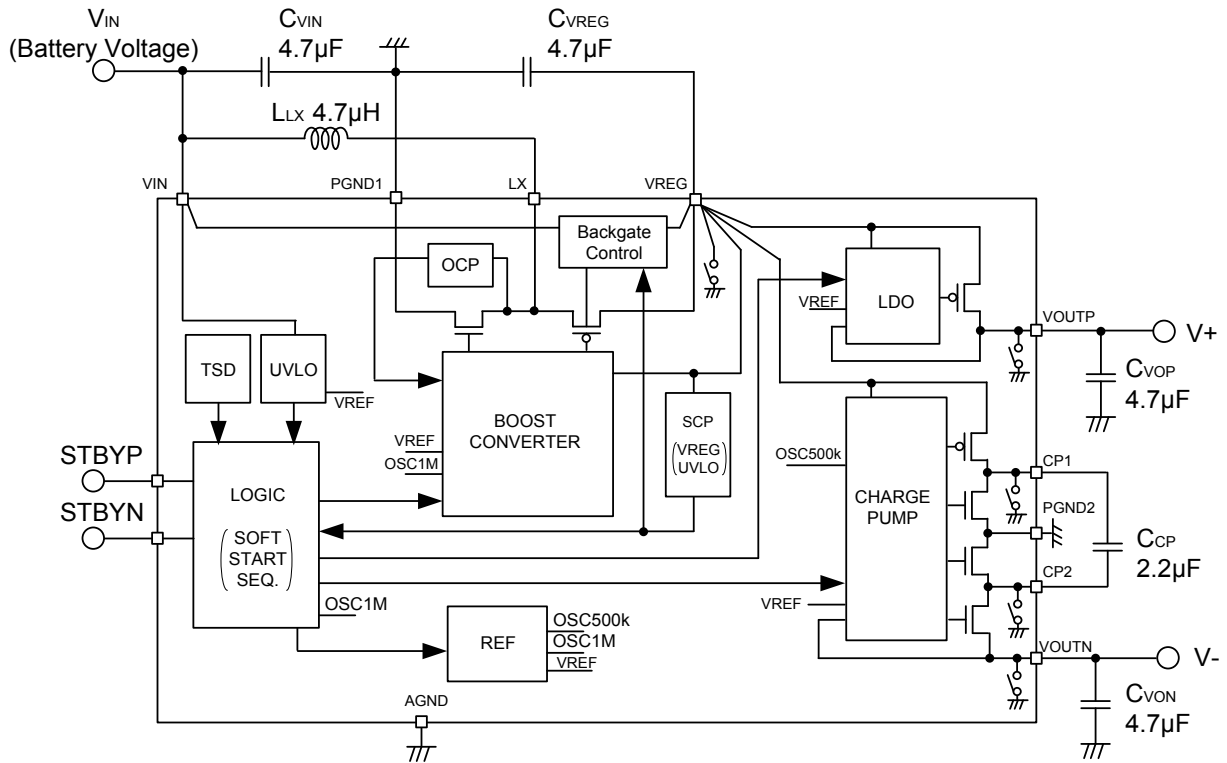 VIN
(Battery Voltage)
CVIN
4.7µF
CVREG
4.7µF
LLX 4.7µH
VIN
PGND1
LX
VREG
Backgate
Control
OCP
LDO
VREF
VOUTP
V+
CVOP
4.7µF
TSD
UVLO
VREF
BOOST
CONVERTER
VREF
OSC1M
SCP
(VREG
UVLO)
STBYP
STBYN
LOGIC
(SOFT
START
SEQ.)
OSC1M
OSC500k
CHARGE
PUMP
VREF
CP1
PGND2
CP2
CCP
2.2µF
REF
OSC500k
OSC1M
VREF
VOUTN
V-
CVON
4.7µF
AGND